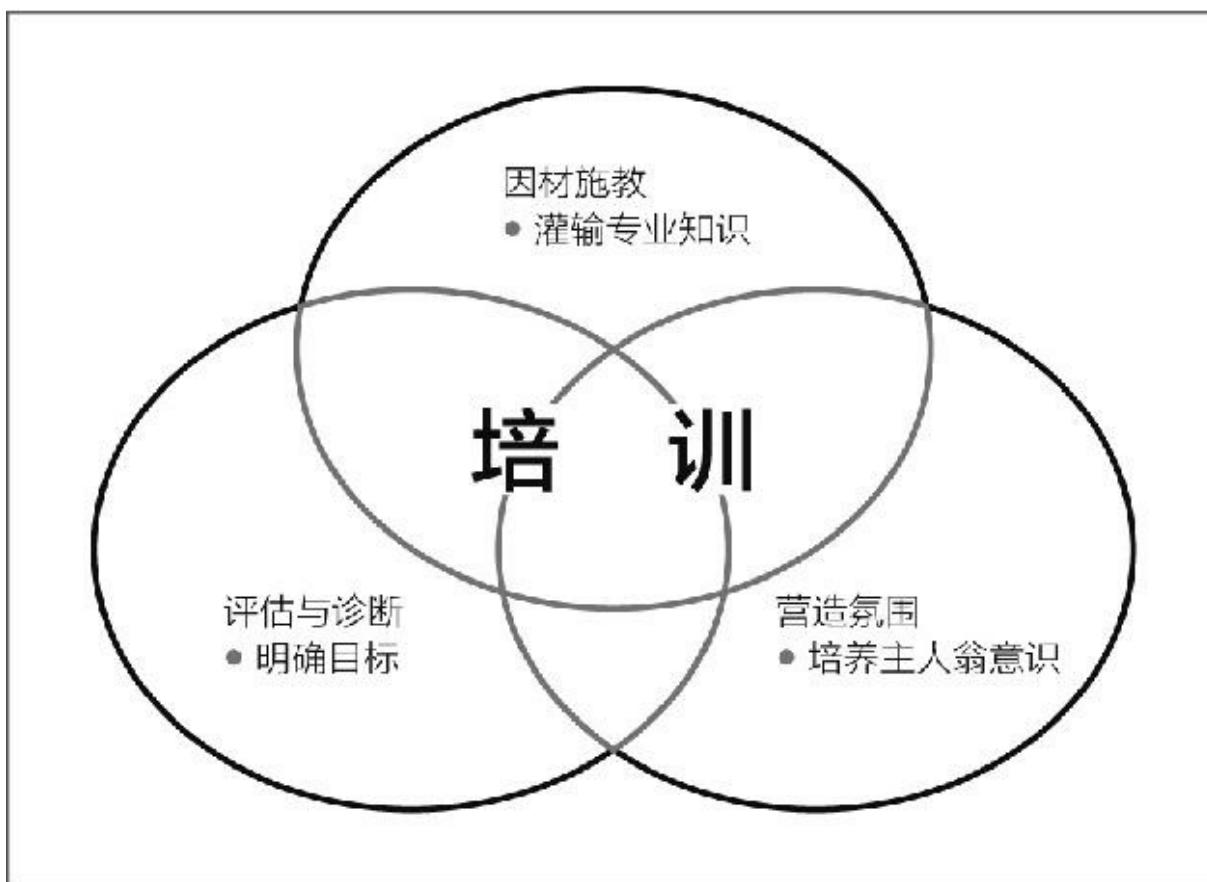 因材施教
● 灌输专业知识
培 训
评估与诊断
● 明确目标
营造氛围
● 培养主人翁意识